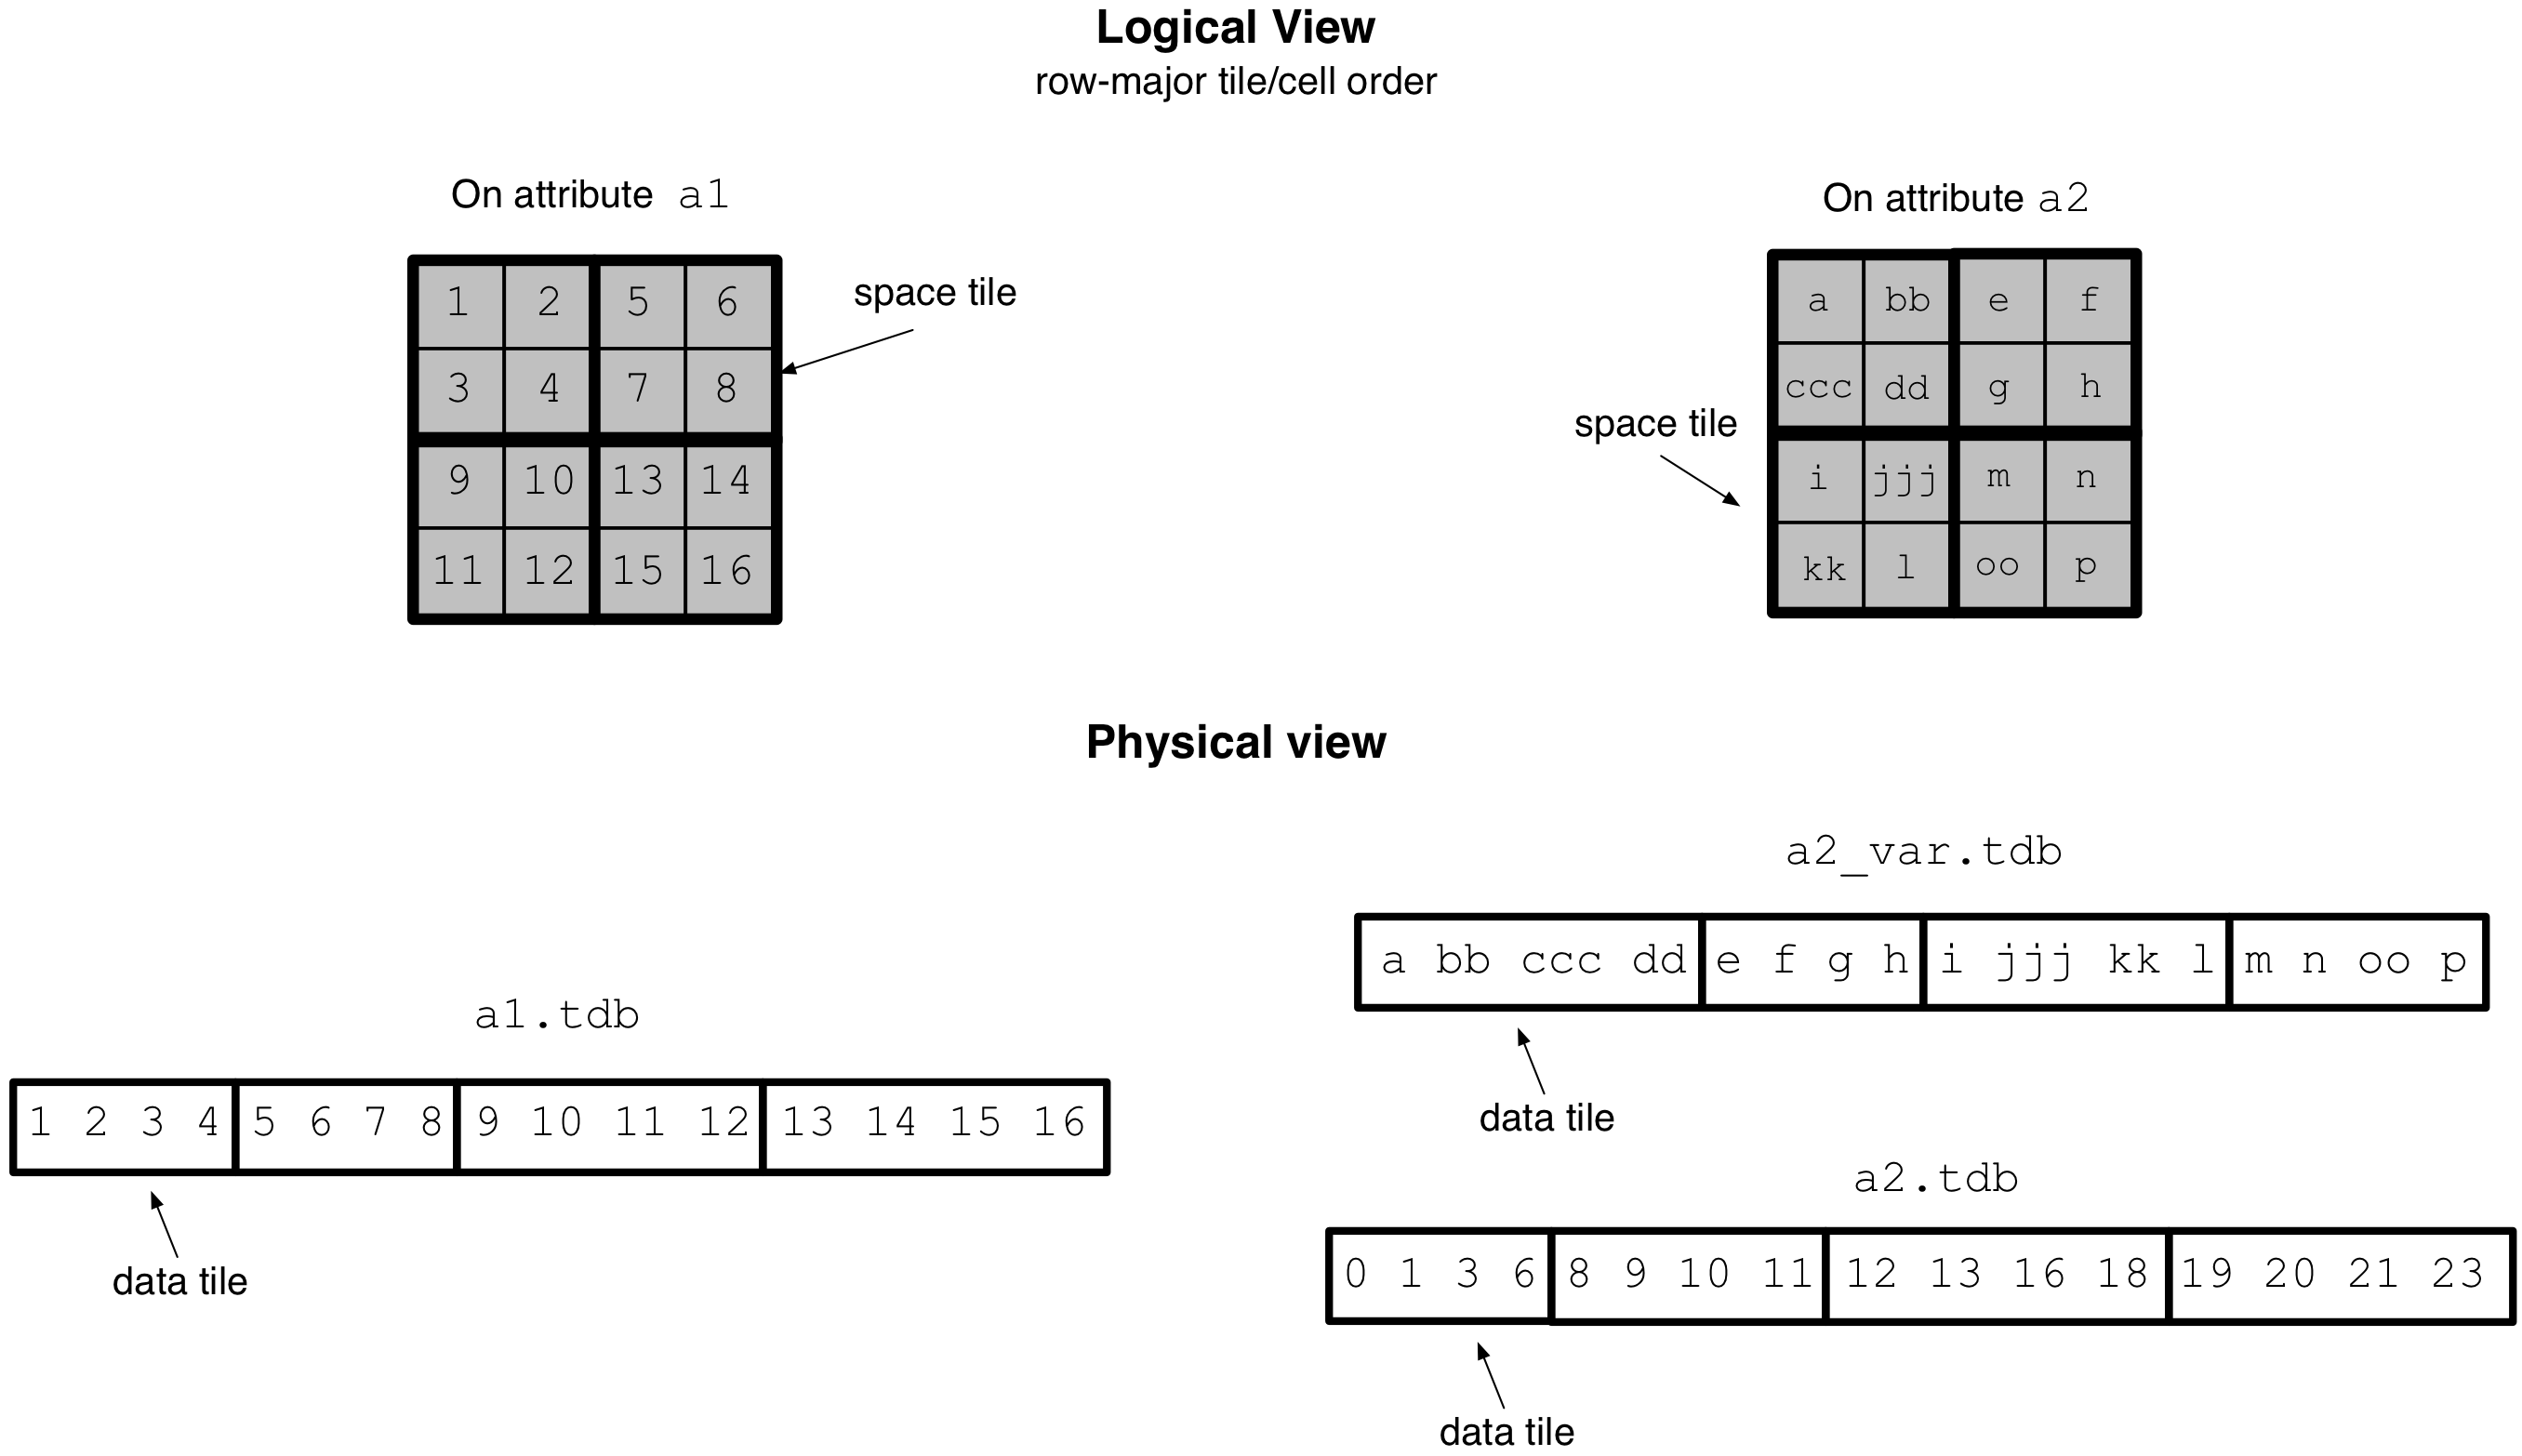 Logical View
row-major tile/cell order
On attribute a1
1 2 5 6
3 4 7 8
9 10 13 14
11 12 15 16
space tile
On attribute a2
a bb e f
ccc dd g h
i jjj m n
kk l oo p
space tile
Physical view
a1.tdb
1 2 3 4 5 6 7 8 9 10 11 12 13 14 15 16
data tile
a2_var.tdb
a bb ccc dd e f g h i jjj kk l m n oo p
data tile
a2.tdb
0 1 3 6 8 9 10 11 12 13 16 18 19 20 21 23
data tile